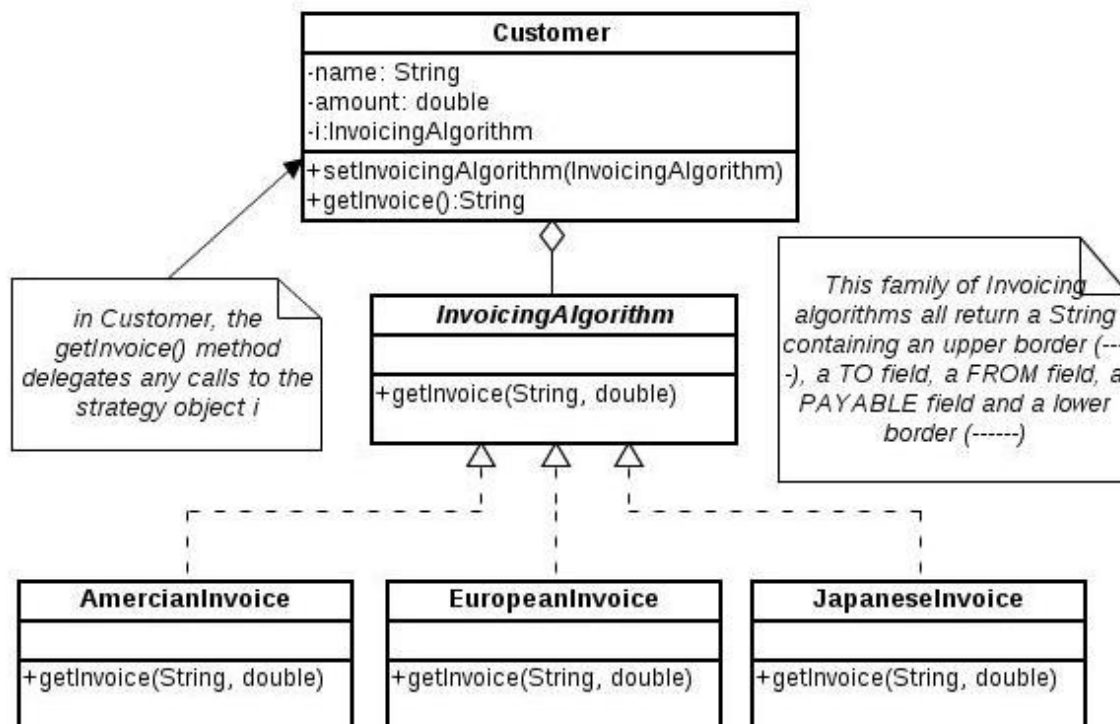 Customer
-name: String
-amount: double
-i:InvoicingAlgorithm
+setInvoicingAlgorithm(InvoicingAlgorithm)
+getInvoice():String
in Customer, the
getInvoice() method
delegates any calls to the
strategy object i
InvoicingAlgorithm
+getInvoice(String, double)
This family of Invoicing
algorithms all return a String
containing an upper border (---
-), a TO field, a FROM field, a
PAYABLE field and a lower
border (------)
AmercianInvoice
+getInvoice(String, double)
EuropeanInvoice
+getInvoice(String, double)
JapaneseInvoice
+getInvoice(String, double)